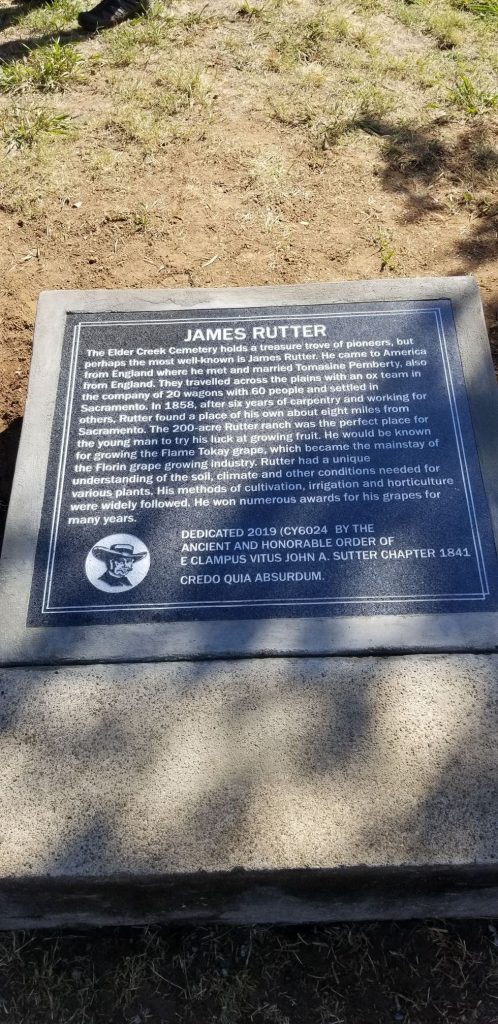 JAMES RUTTER
The Elder Creek Cemetery holds a treasure trove of pioneers, but
perhaps the most well-known is James Rutter. He came to America
from England where he met and married Tomasine Pemberty, also
from England. They travelled across the plains with an ox team in
the company of 20 wagons with 60 people and settled in
Sacramento. In 1858, after six years of carpentry and working for
others, Rutter found a place of his own about eight miles from
Sacramento. The 200-acre Rutter ranch was the perfect place for
the young man to try his luck at growing fruit. He would be known
for growing the Flame Tokay grape, which became the mainstay of
the Florin grape growing industry. Rutter had a unique
understanding of the soil, climate and other conditions needed for
various plants. His methods of cultivation, irrigation and horticulture
were widely followed. He won numerous awards for his grapes for
many years.
DEDICATED 2019 (CY6024 BY THE
ANCIENT AND HONORABLE ORDER OF
E CLAMPUS VITUS JOHN A. SUTTER CHAPTER 1841
CREDO QUIA ABSURDUM.